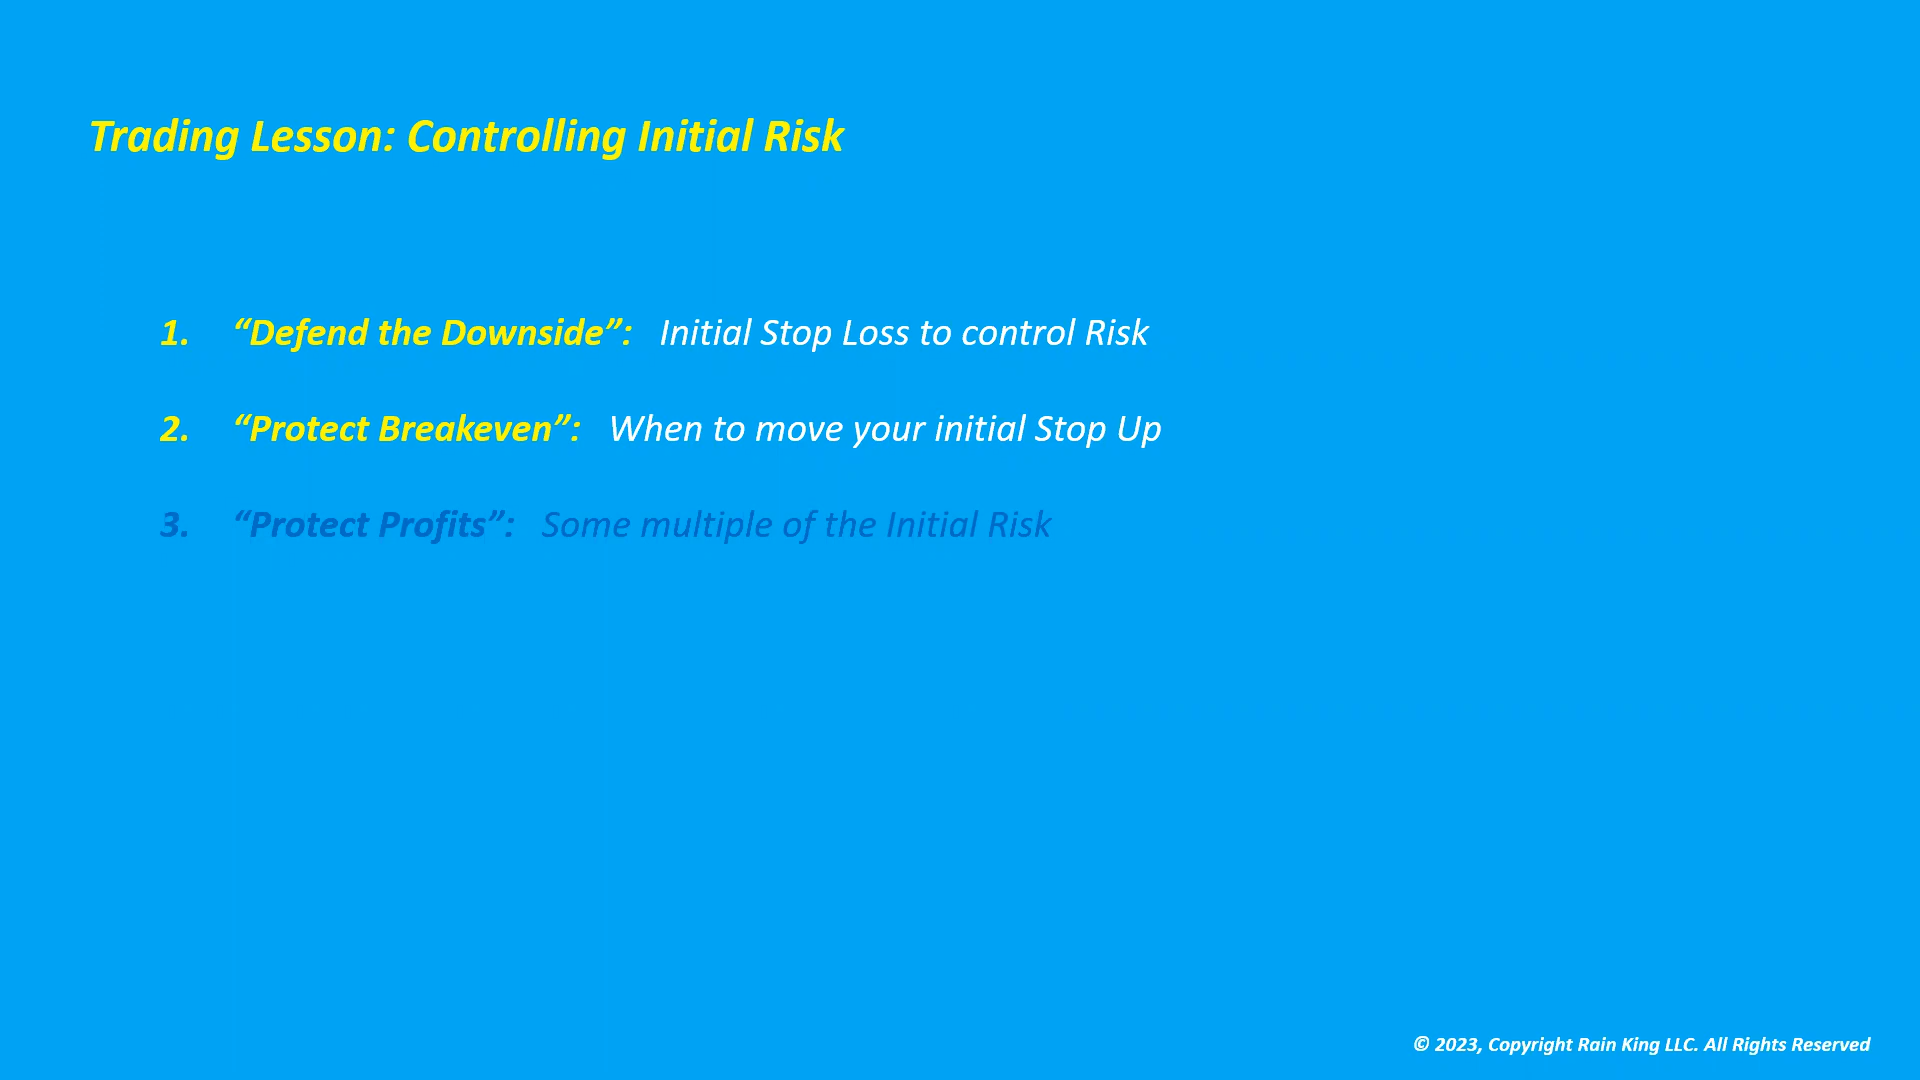 Trading Lesson: Controlling Initial Risk
1. “Defend the Downside”: Initial Stop Loss to control Risk
2. “Protect Breakeven”: When to move your initial Stop Up
3. “Protect Profits”: Some multiple of the Initial Risk
© 2023, Copyright Rain King LLC. All Rights Reserved